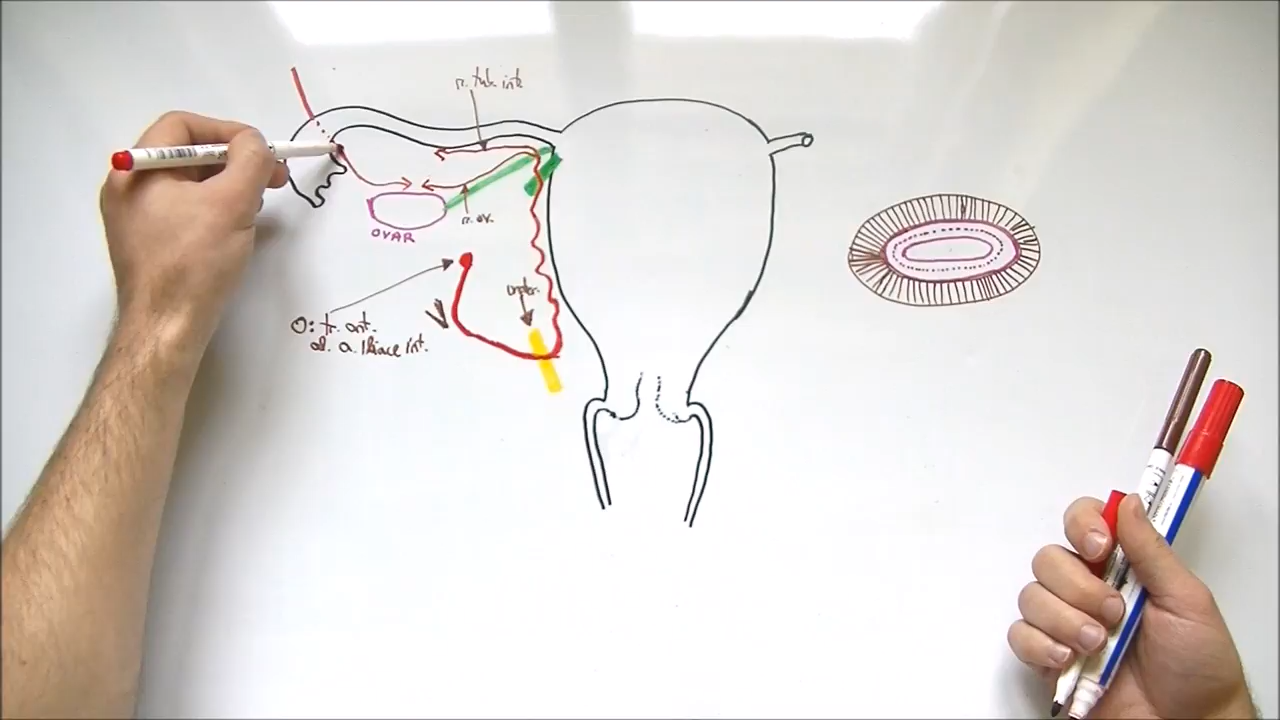 r. tub. int.
r. ov.
OVAR
ureter
O: tr. ant.
al a. iliace int.